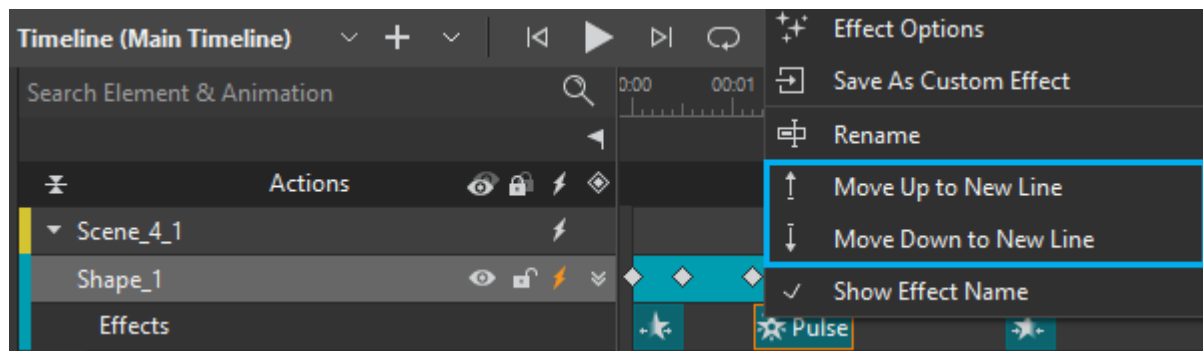 Timeline (Main Timeline)
Search Element & Animation
0:00 00:01
Actions
Scene_4_1
Shape_1
Effects
Pulse
Effect Options
Save As Custom Effect
Rename
Move Up to New Line
Move Down to New Line
Show Effect Name